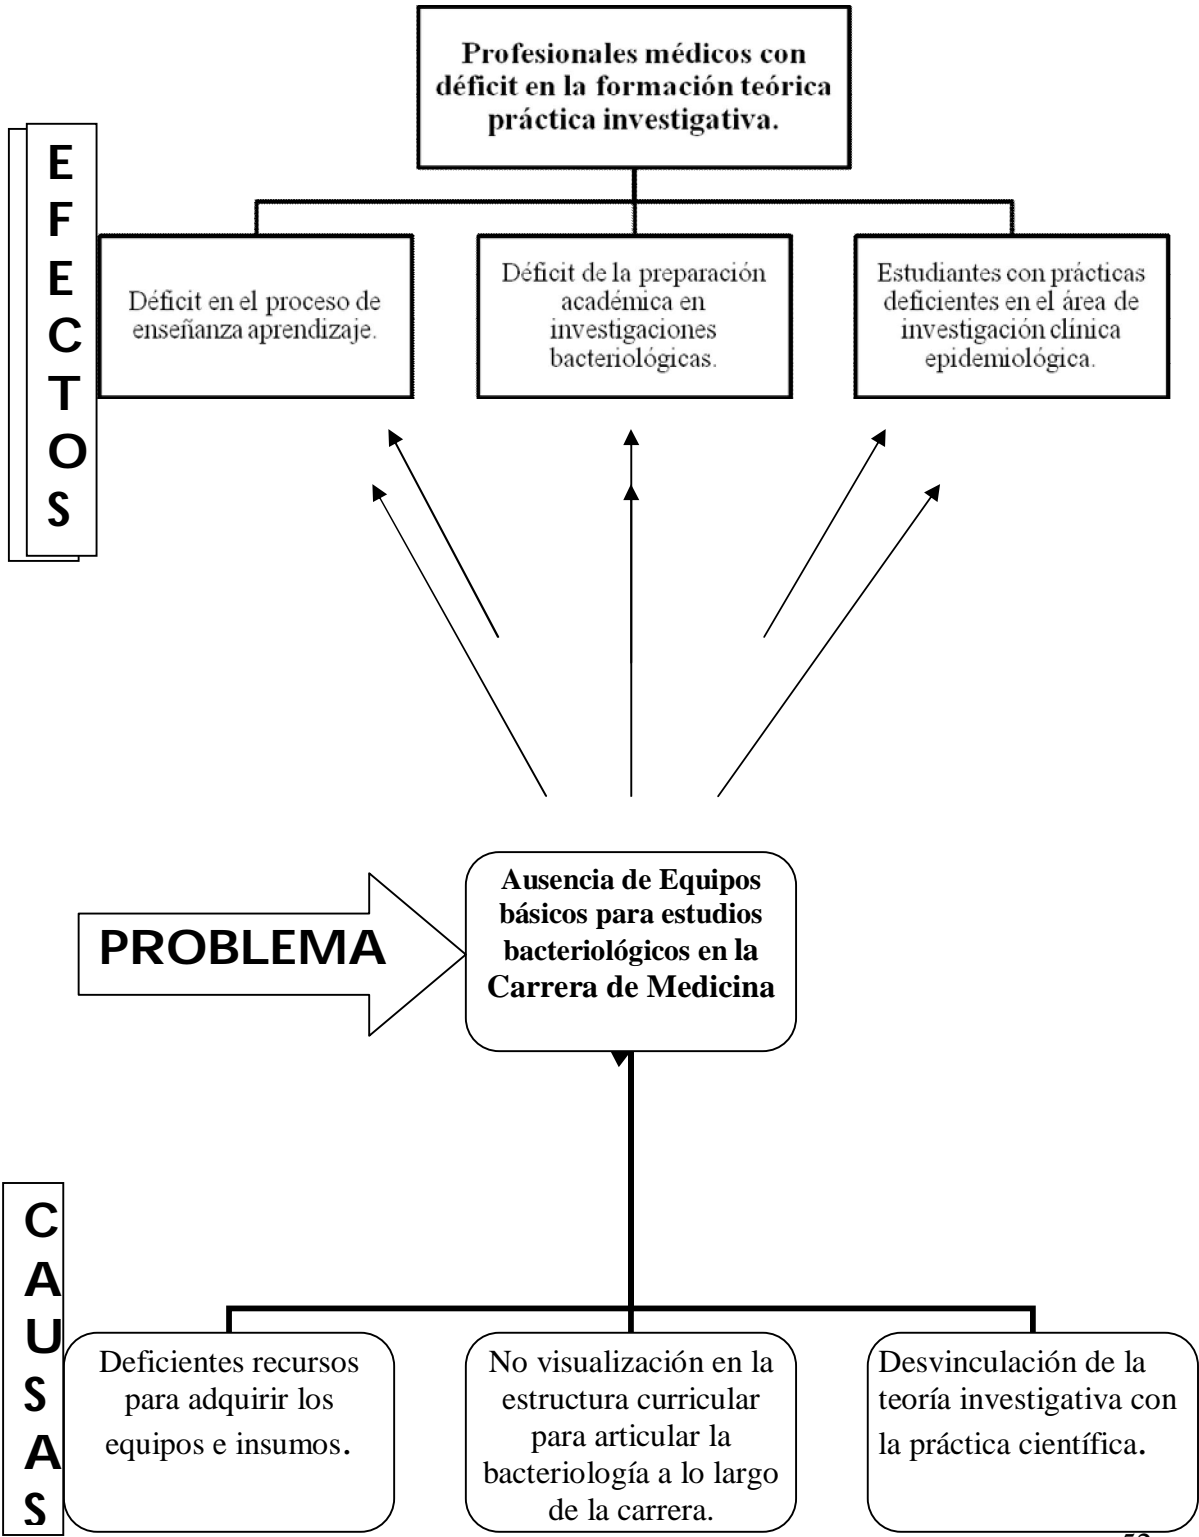 Profesionales médicos con
déficit en la formación teórica
práctica investigativa.
E
F
E
C
T
O
S
Déficit en el proceso de
enseñanza aprendizaje.
Déficit de la preparación
académica en
investigaciones
bacteriológicas.
Estudiantes con prácticas
deficientes en el área de
investigación clínica
epidemiológica.
PROBLEMA
Ausencia de Equipos
básicos para estudios
bacteriológicos en la
Carrera de Medicina
C
A
U
S
A
S
Deficientes recursos
para adquirir los
equipos e insumos.
No visualización en la
estructura curricular
para articular la
bacteriología a lo largo
de la carrera.
Desvinculación de la
teoría investigativa con
la práctica científica.